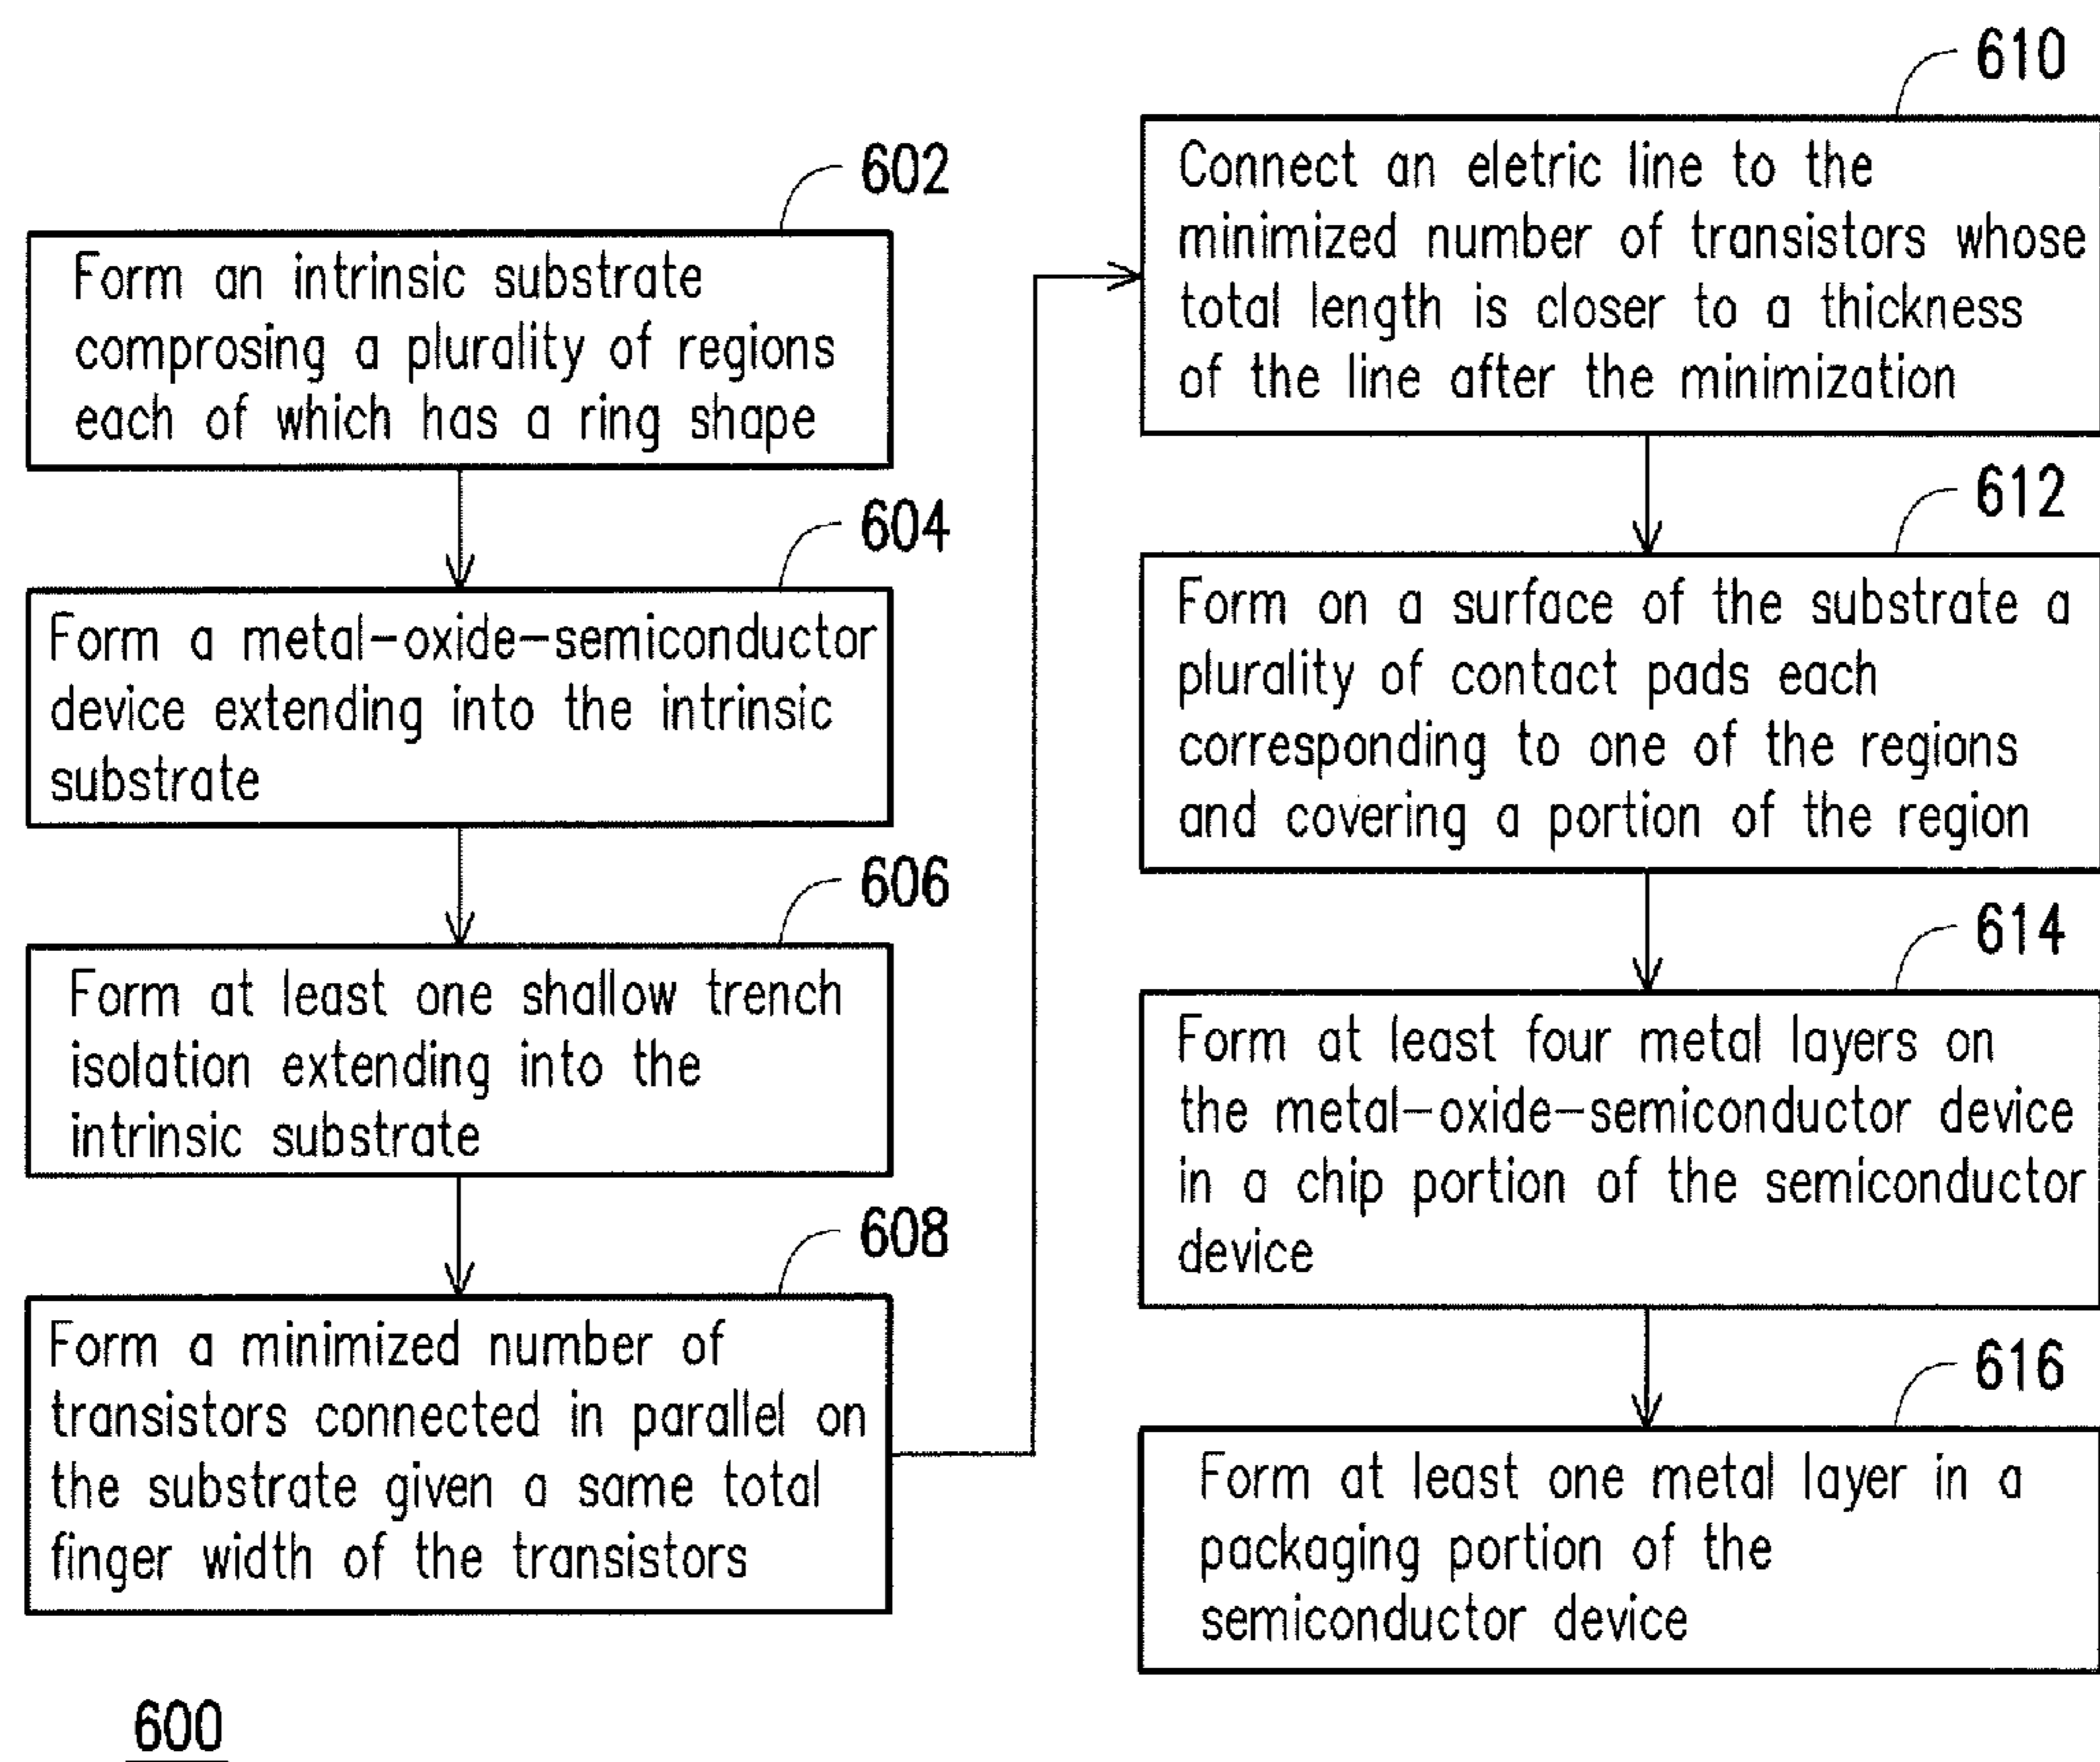 602
Form an intrinsic substrate
comprosing a plurality of regions
each of which has a ring shape
604
Form a metal-oxide-semiconductor
device extending into the intrinsic
substrate
606
Form at least one shallow trench
isolation extending into the
intrinsic substrate
608
Form a minimized number of
transistors connected in parallel on
the substrate given a same total
finger width of the transistors
610
Connect an eletric line to the
minimized number of transistors whose
total length is closer to a thickness
of the line after the minimization
612
Form on a surface of the substrate a
plurality of contact pads each
corresponding to one of the regions
and covering a portion of the region
614
Form at least four metal layers on
the metal-oxide-semiconductor device
in a chip portion of the semiconductor
device
616
Form at least one metal layer in a
packaging portion of the
semiconductor device
600